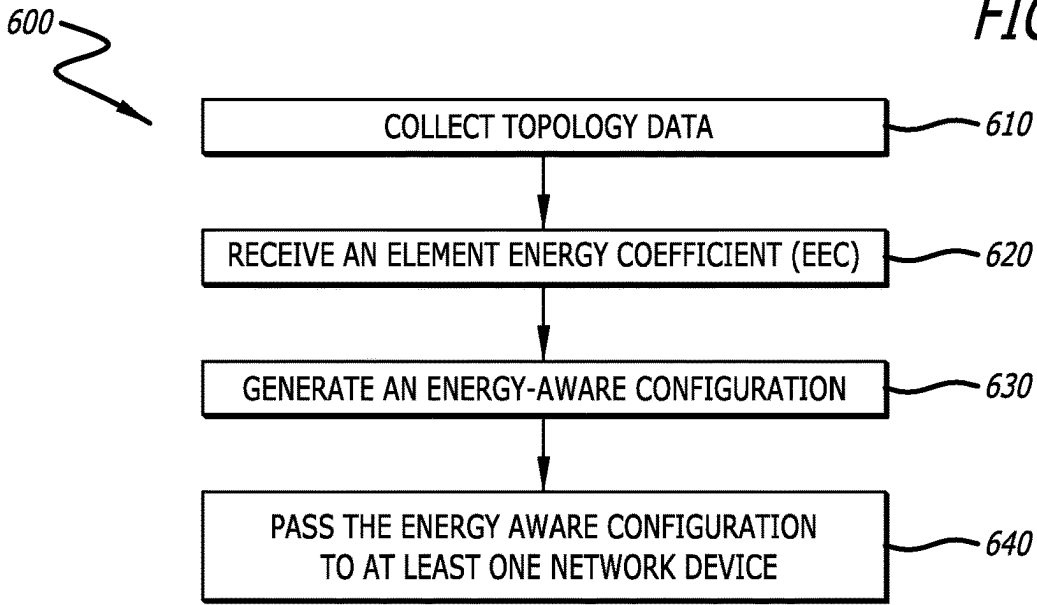 600
FIG
COLLECT TOPOLOGY DATA
610
RECEIVE AN ELEMENT ENERGY COEFFICIENT (EEC)
620
GENERATE AN ENERGY-AWARE CONFIGURATION
630
PASS THE ENERGY AWARE CONFIGURATION
TO AT LEAST ONE NETWORK DEVICE
640